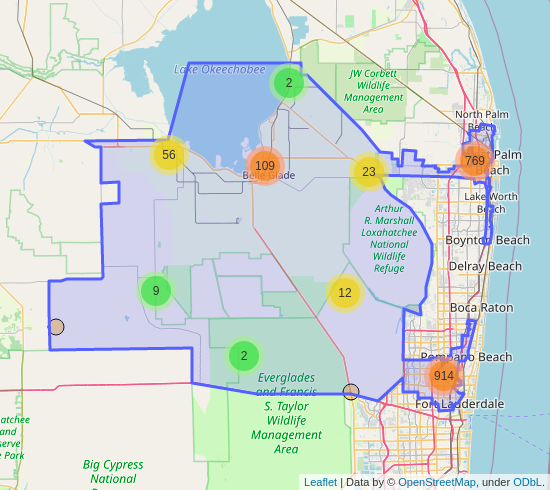 Lake Okeechobee
2
JW Corbett
Wildlife
Management
Area
North Palm
Beach
56
109
Belle Glade
23
769
Palm
Beach
Lake Worth
Beach
Arthur
R. Marshall
Loxahatchee
National
Wildlife
Refuge
Boynton Beach
Delray Beach
9
12
Boca Raton
2
Pompano Beach
914
Everglades
and Francis
S. Taylor
Wildlife
Management
Area
Fort Lauderdale
atchee
and
serve
e Park
Big Cypress
National
Leaflet | Data by © OpenStreetMap, under ODbL.